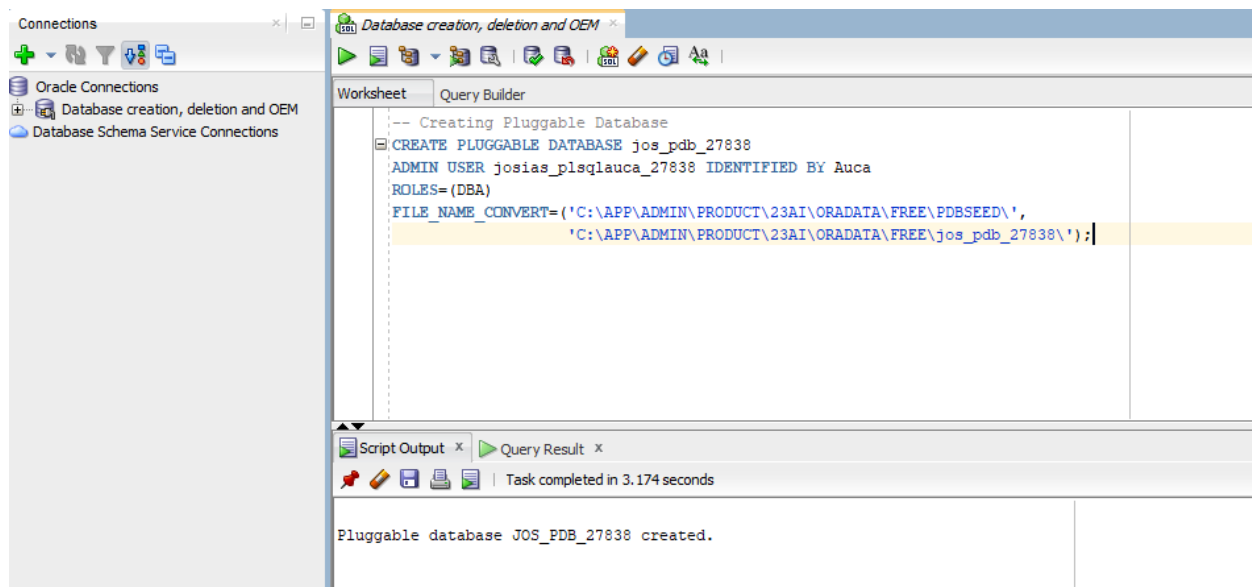 Connections
Oracle Connections
Database creation, deletion and OEM
Database Schema Service Connections
Database creation, deletion and OEM
Worksheet Query Builder
-- Creating Pluggable Database
CREATE PLUGGABLE DATABASE jos_pdb_27838
ADMIN USER josias_plsqlauca_27838 IDENTIFIED BY Auca
ROLES=(DBA)
FILE_NAME_CONVERT=('C:\APP\ADMIN\PRODUCT\23AI\ORADATA\FREE\PDBSEED\',
'C:\APP\ADMIN\PRODUCT\23AI\ORADATA\FREE\jos_pdb_27838\');
Script Output x Query Result x
Task completed in 3.174 seconds
Pluggable database JOS_PDB_27838 created.